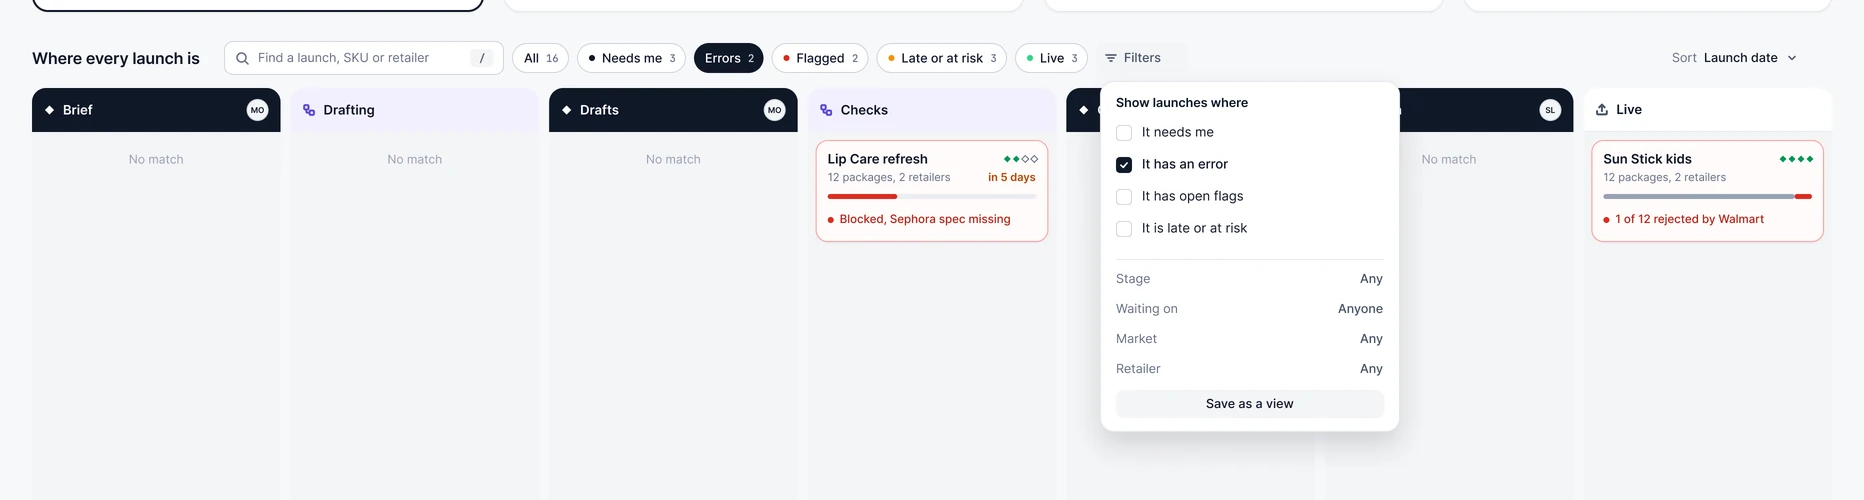 Where every launch is
Find a launch, SKU or retailer /
All 16
Needs me 3
Errors 2
Flagged 2
Late or at risk 3
Live 3
Filters
Sort Launch date
Brief MO
Drafting
Drafts MO
Checks
SL
Live
No match
No match
No match
Lip Care refresh
12 packages, 2 retailers in 5 days
Blocked, Sephora spec missing
Show launches where
It needs me
It has an error
It has open flags
It is late or at risk
Stage Any
Waiting on Anyone
Market Any
Retailer Any
Save as a view
No match
Sun Stick kids
12 packages, 2 retailers
1 of 12 rejected by Walmart